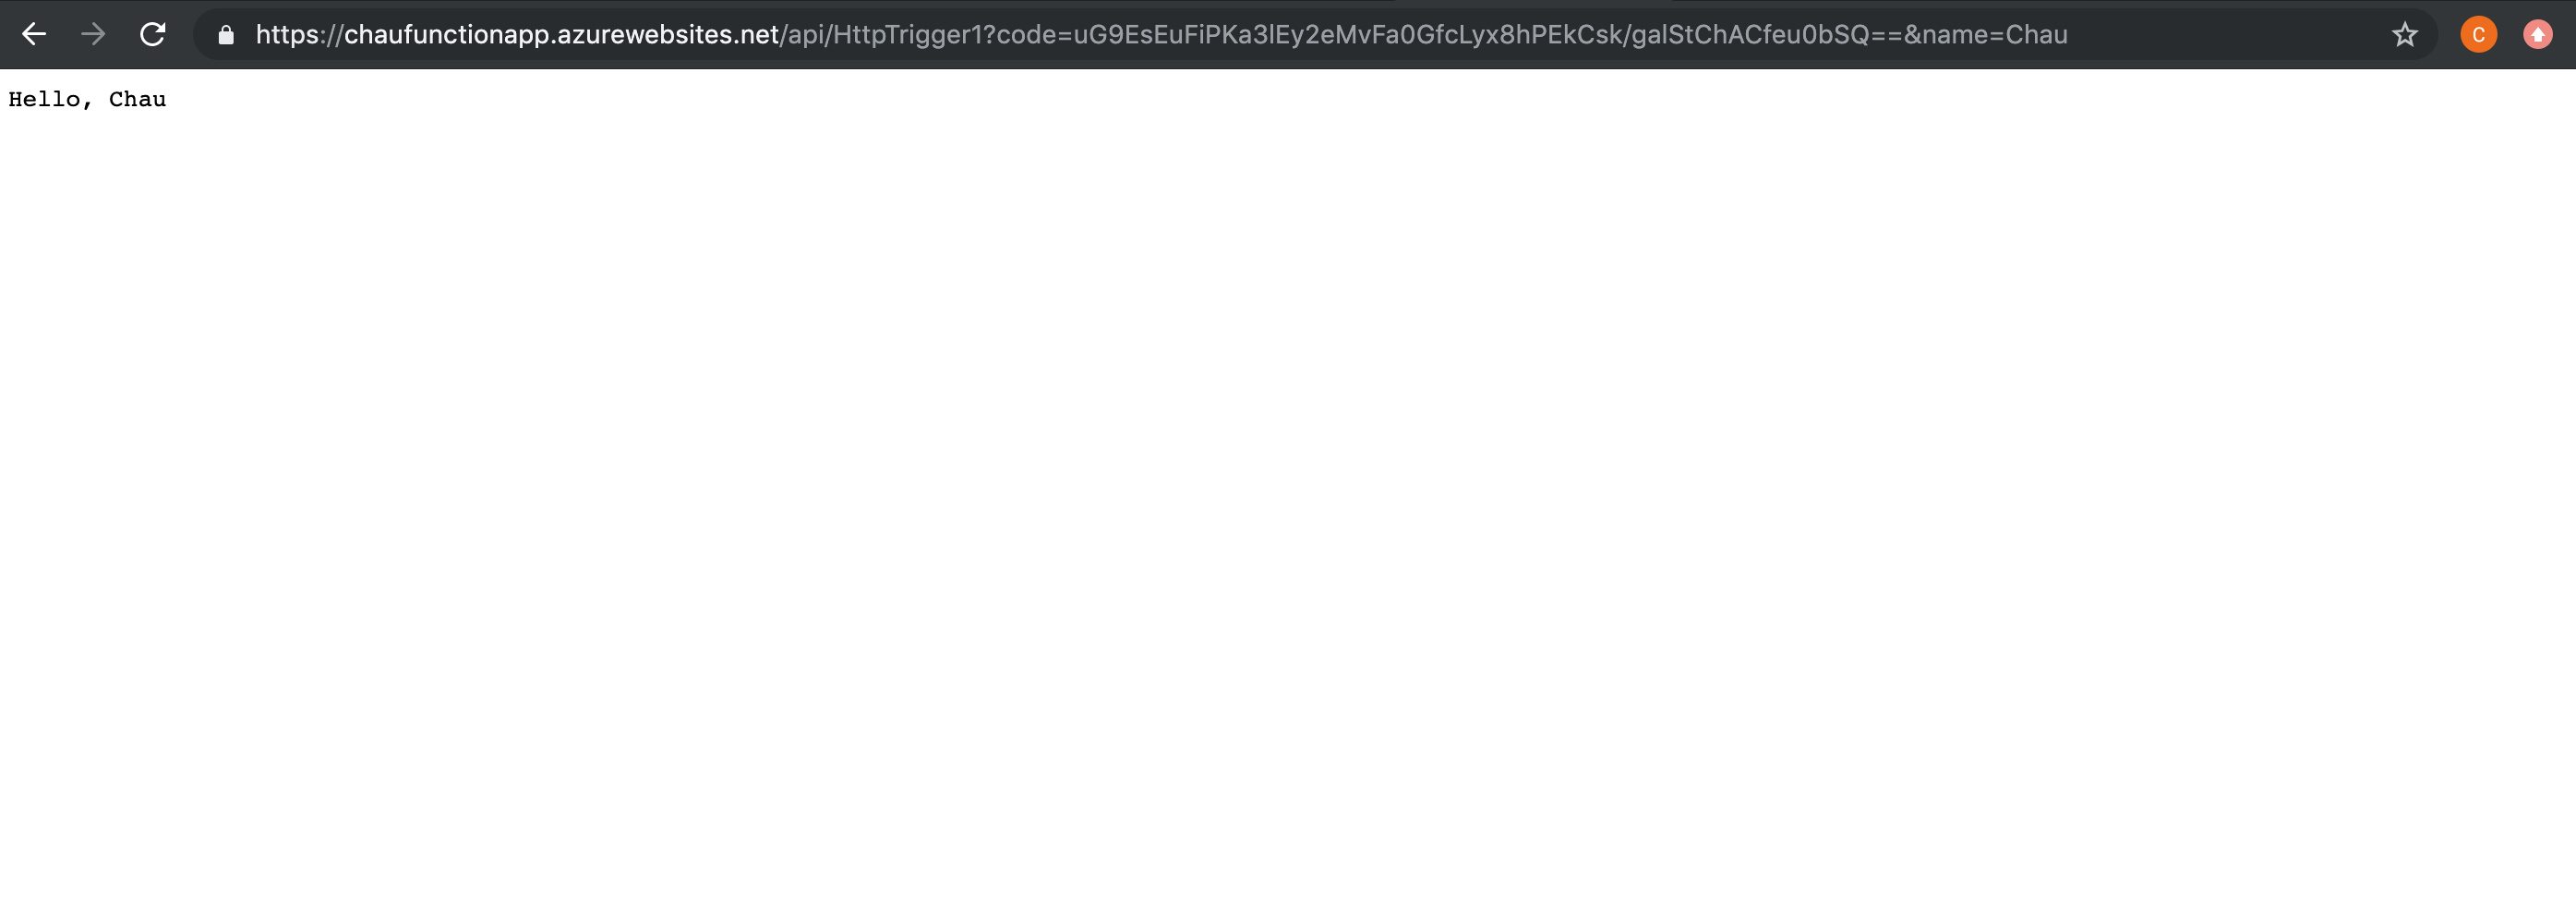 https://chaufunctionapp.azurewebsites.net/api/HttpTrigger1?code=uG9EsEuFiPKa3lEy2eMvFa0GfcLyx8hPEkCsk/galStChACfeu0bSQ==&name=Chau
C
Hello, Chau